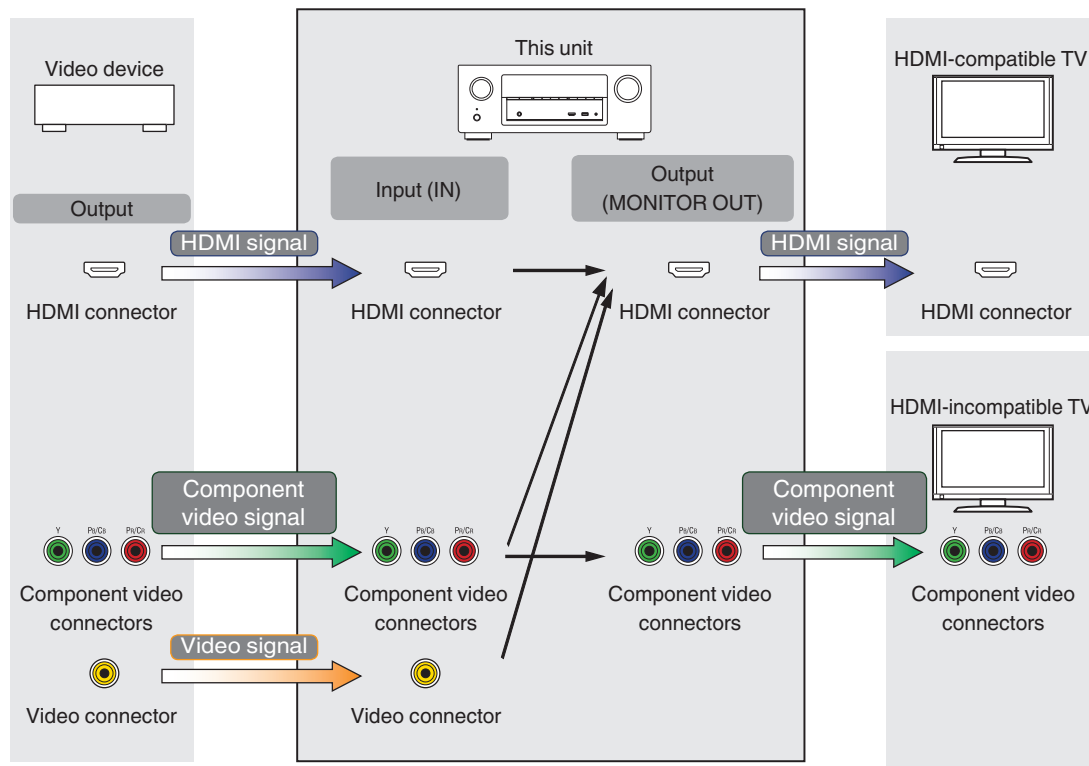 Video device
This unit
HDMI-compatible TV
Output
Input (IN)
Output
(MONITOR OUT)
HDMI signal
HDMI signal
HDMI connector
HDMI connector
HDMI connector
HDMI connector
HDMI-incompatible TV
Component
video signal
Component
video signal
Y PB/CB PR/CR
Y PB/CB PR/CR
Y PB/CB PR/CR
Y PB/CB PR/CR
Component video
connectors
Component video
connectors
Component video
connectors
Component video
connectors
Video signal
Video connector
Video connector